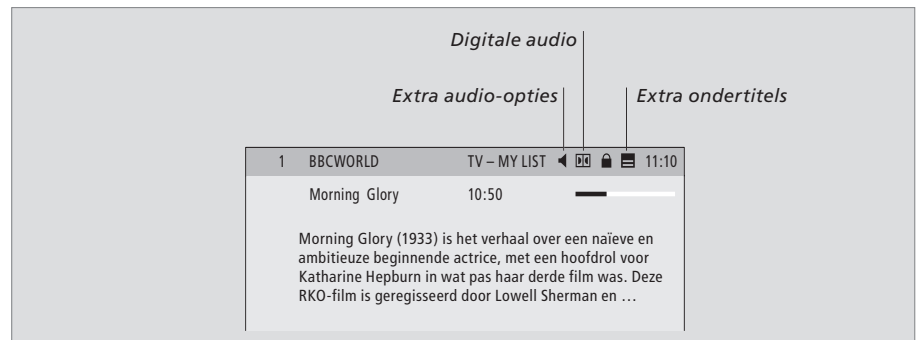 Digitale audio
Extra audio-opties Extra ondertitels
1 BBCWORLD TV – MY LIST 11:10
Morning Glory 10:50
Morning Glory (1933) is het verhaal over een naïeve en
ambitieuze beginnende actrice, met een hoofdrol voor
Katharine Hepburn in wat pas haar derde film was. Deze
RKO-film is geregisseerd door Lowell Sherman en …